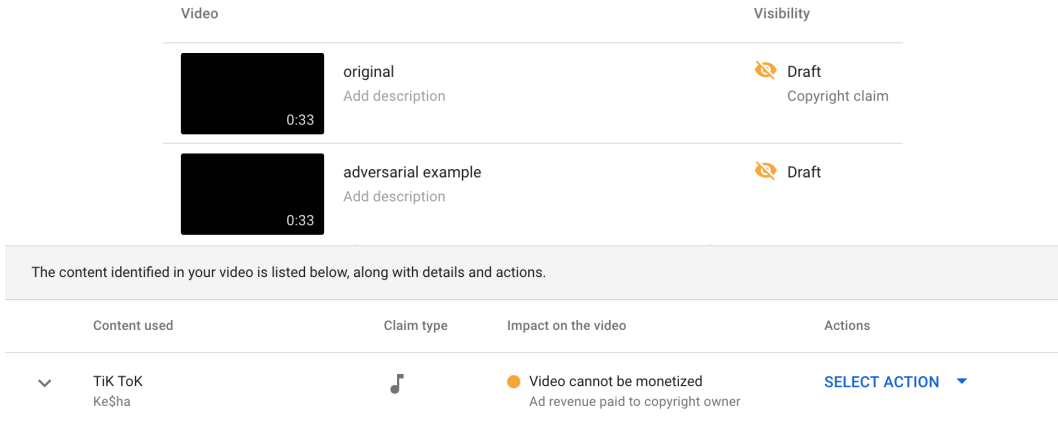 Video Visibility
original Draft
Add description Copyright claim
0:33
adversarial example Draft
Add description
0:33
The content identified in your video is listed below, along with details and actions.
Content used Claim type Impact on the video Actions
TiK ToK Video cannot be monetized SELECT ACTION
Ke$ha Ad revenue paid to copyright owner